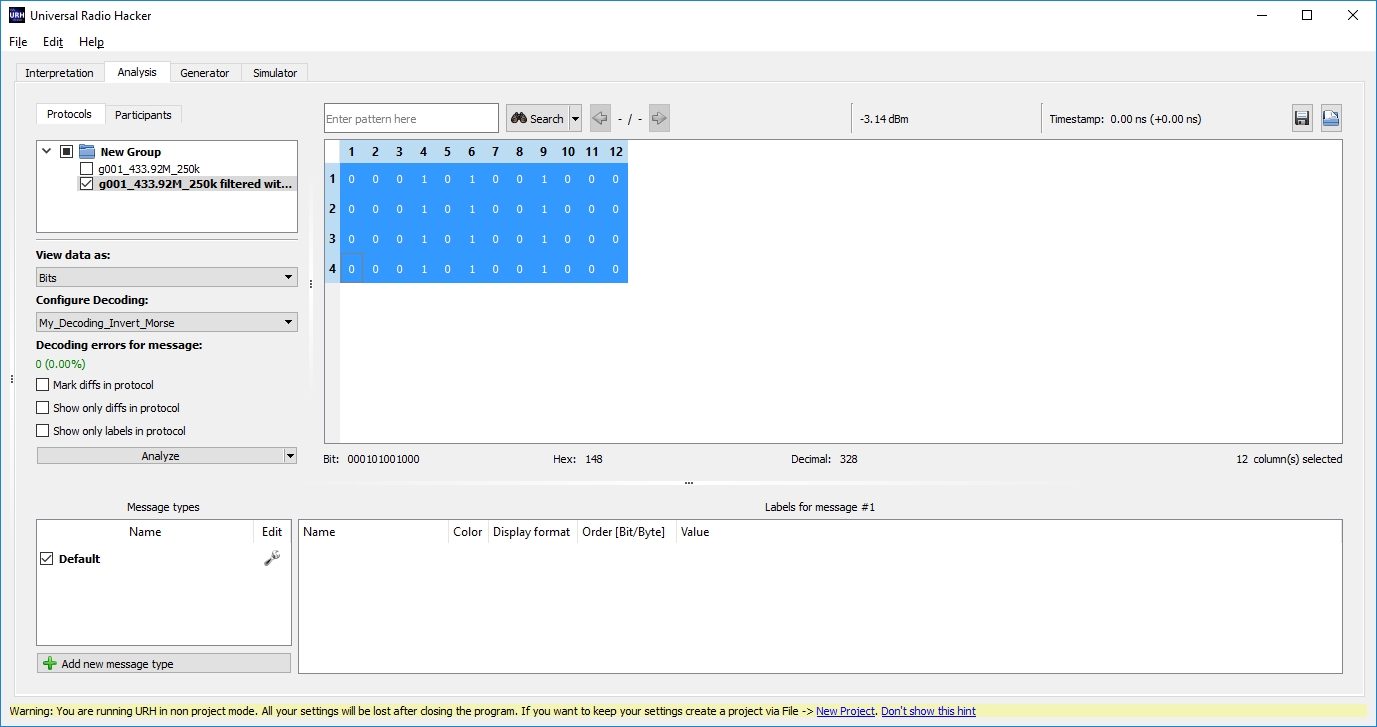 URH Universal Radio Hacker
File Edit Help
Interpretation Analysis Generator Simulator
Protocols Participants
New Group
g001_433.92M_250k
g001_433.92M_250k filtered wit...
View data as:
Bits
Configure Decoding:
My_Decoding_Invert_Morse
Decoding errors for message:
0 (0.00%)
Mark diffs in protocol
Show only diffs in protocol
Show only labels in protocol
Analyze
Enter pattern here Search - / - -3.14 dBm Timestamp: 0.00 ns (+0.00 ns)
1 2 3 4 5 6 7 8 9 10 11 12
1 0 0 0 1 0 1 0 0 1 0 0 0
2 0 0 0 1 0 1 0 0 1 0 0 0
3 0 0 0 1 0 1 0 0 1 0 0 0
4 0 0 0 1 0 1 0 0 1 0 0 0
Bit: 000101001000 Hex: 148 Decimal: 328 12 column(s) selected
Message types
Name Edit
Default
Add new message type
Labels for message #1
Name Color Display format Order [Bit/Byte] Value
Warning: You are running URH in non project mode. All your settings will be lost after closing the program. If you want to keep your settings create a project via File -> New Project. Don't show this hint